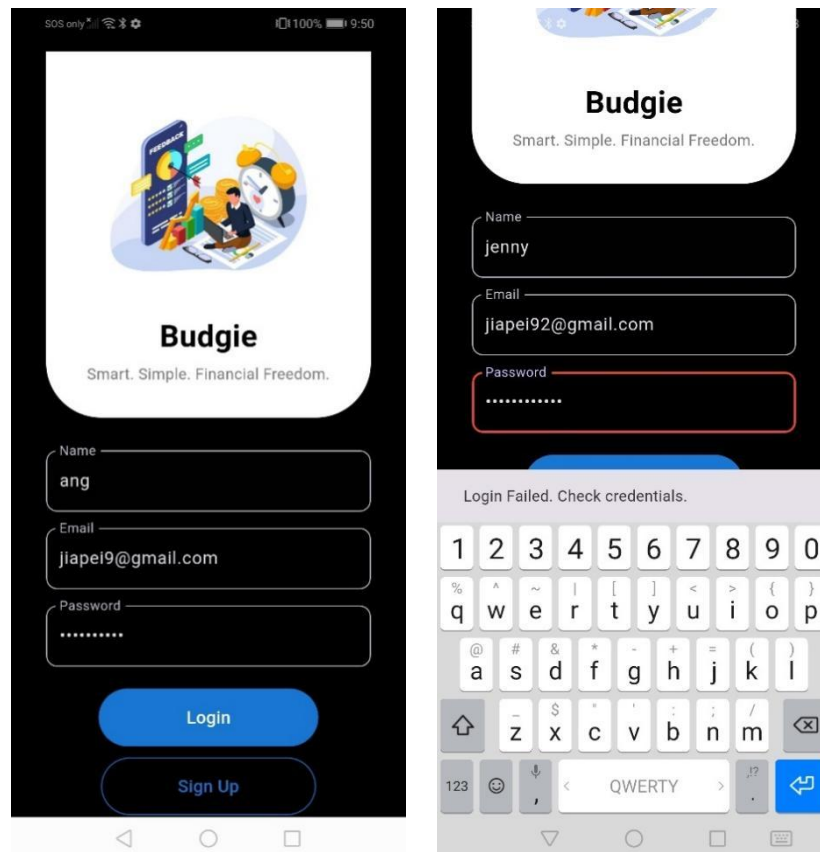 SOS only 100% 9:50
FEEDBACK
Budgie
Smart. Simple. Financial Freedom.
Name
ang
Email
jiapei9@gmail.com
Password
••••••••••
Login
Sign Up
Budgie
Smart. Simple. Financial Freedom.
Name
jenny
Email
jiapei92@gmail.com
Password
••••••••••••
Login Failed. Check credentials.
1 2 3 4 5 6 7 8 9 0
% ^ ~ | [ ] < > { }
q w e r t y u i o p
@ # & * - + = ( )
a s d f g h j k l
_ $ " ' : ; /
z x c v b n m
123 , < QWERTY > ,!? .